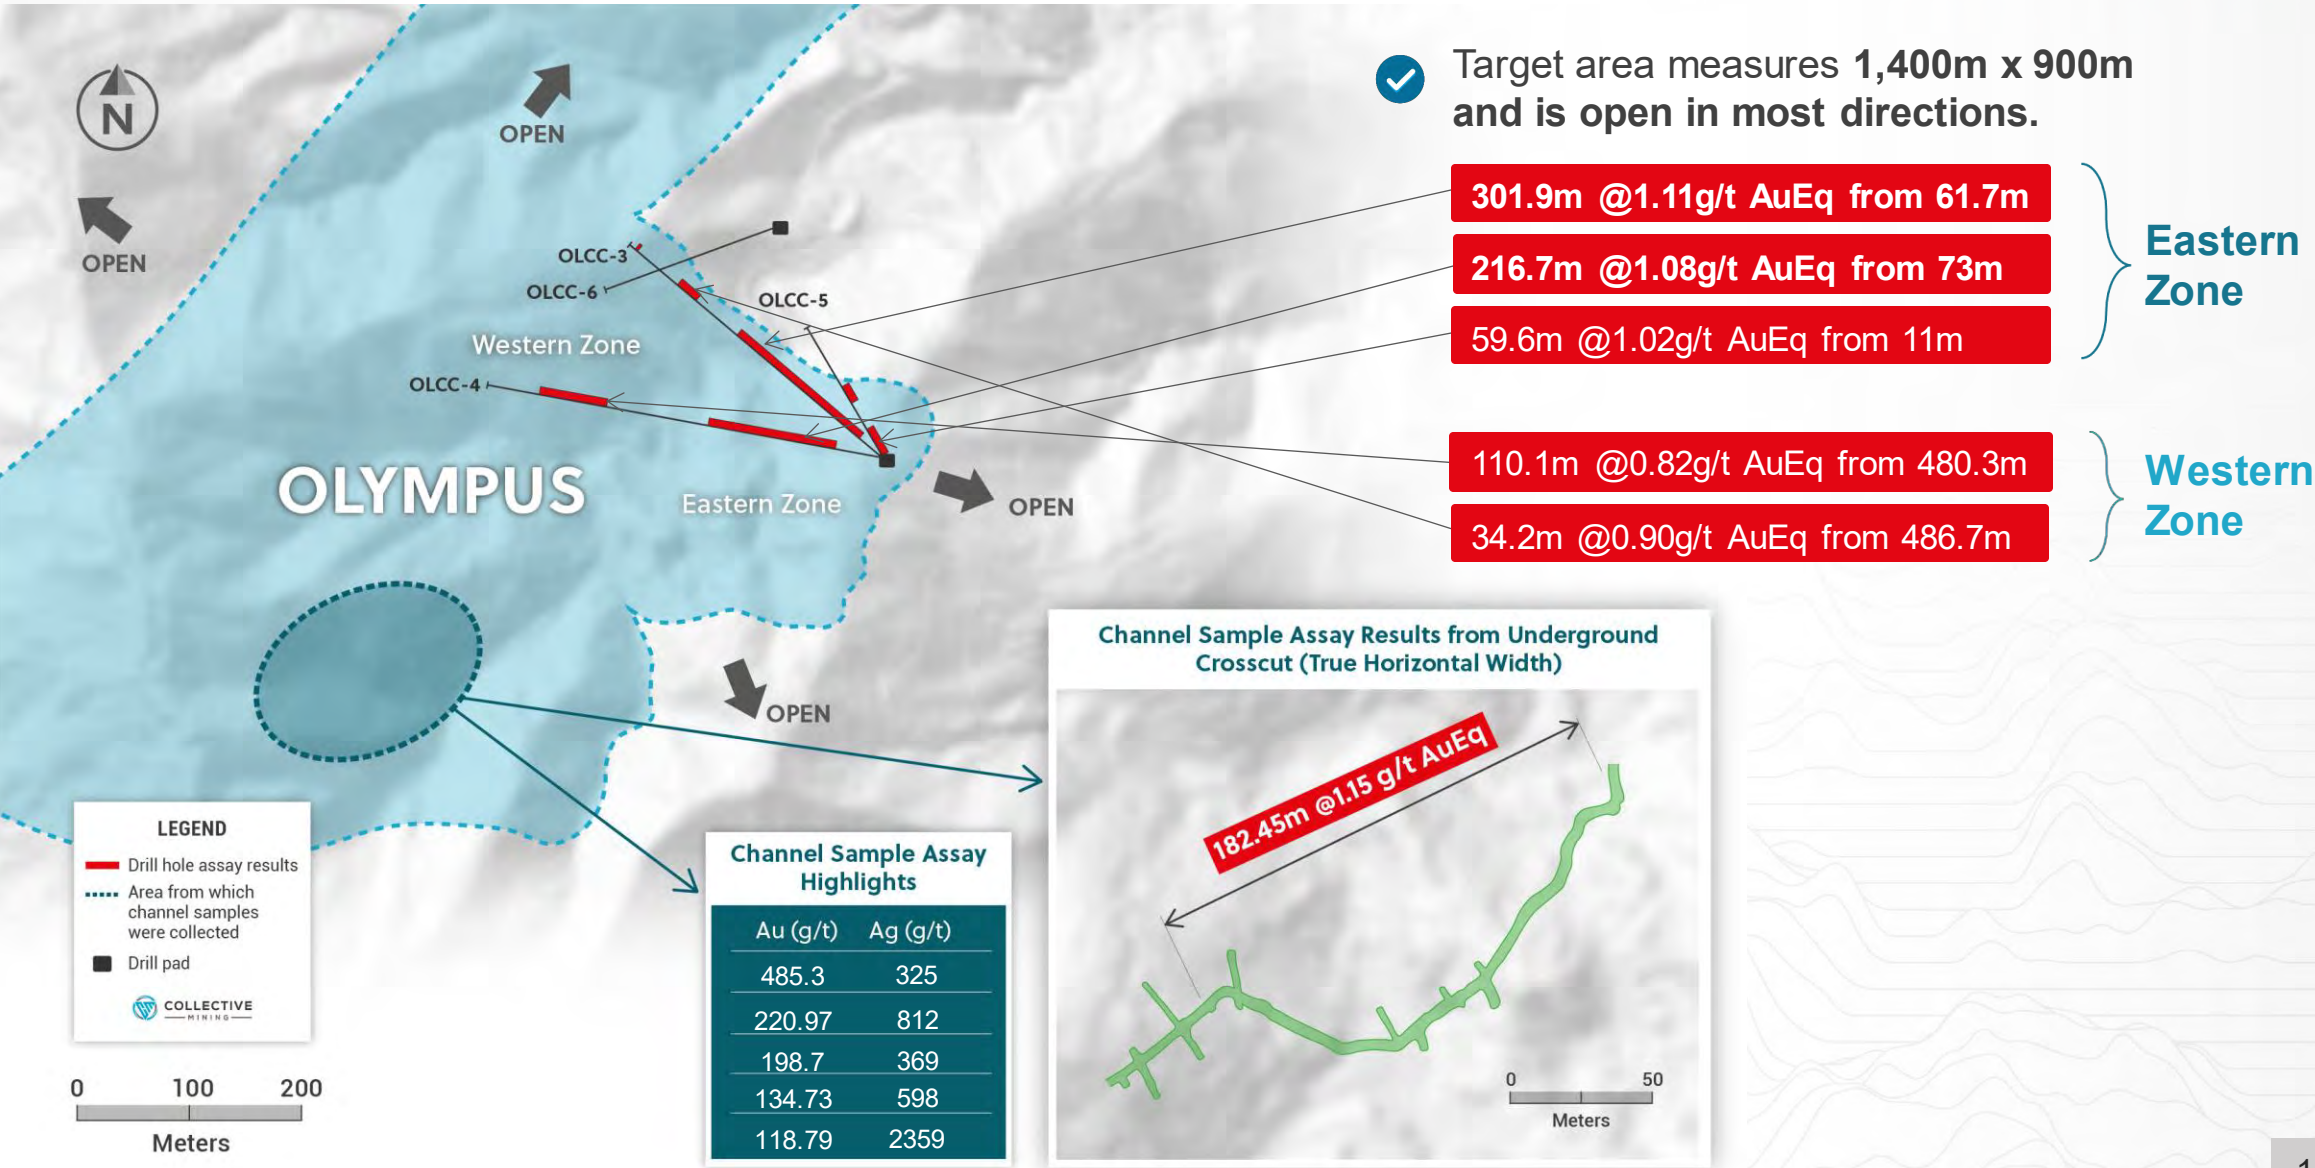 Target area measures 1,400m x 900m
and is open in most directions.
301.9m @1.11g/t AuEq from 61.7m
216.7m @1.08g/t AuEq from 73m
59.6m @1.02g/t AuEq from 11m
Eastern
Zone
110.1m @0.82g/t AuEq from 480.3m
34.2m @0.90g/t AuEq from 486.7m
Western
Zone
N
OPEN
OPEN
OLCC-3
OLCC-6
OLCC-5
Western Zone
OLCC-4
OLYMPUS
Eastern Zone
OPEN
OPEN
LEGEND
Drill hole assay results
Area from which
channel samples
were collected
Drill pad
COLLECTIVE
MINING
0 100 200
Meters
Channel Sample Assay
Highlights
Au (g/t) Ag (g/t)
485.3 325
220.97 812
198.7 369
134.73 598
118.79 2359
Channel Sample Assay Results from Underground
Crosscut (True Horizontal Width)
182.45m @1.15 g/t AuEq
0 50
Meters